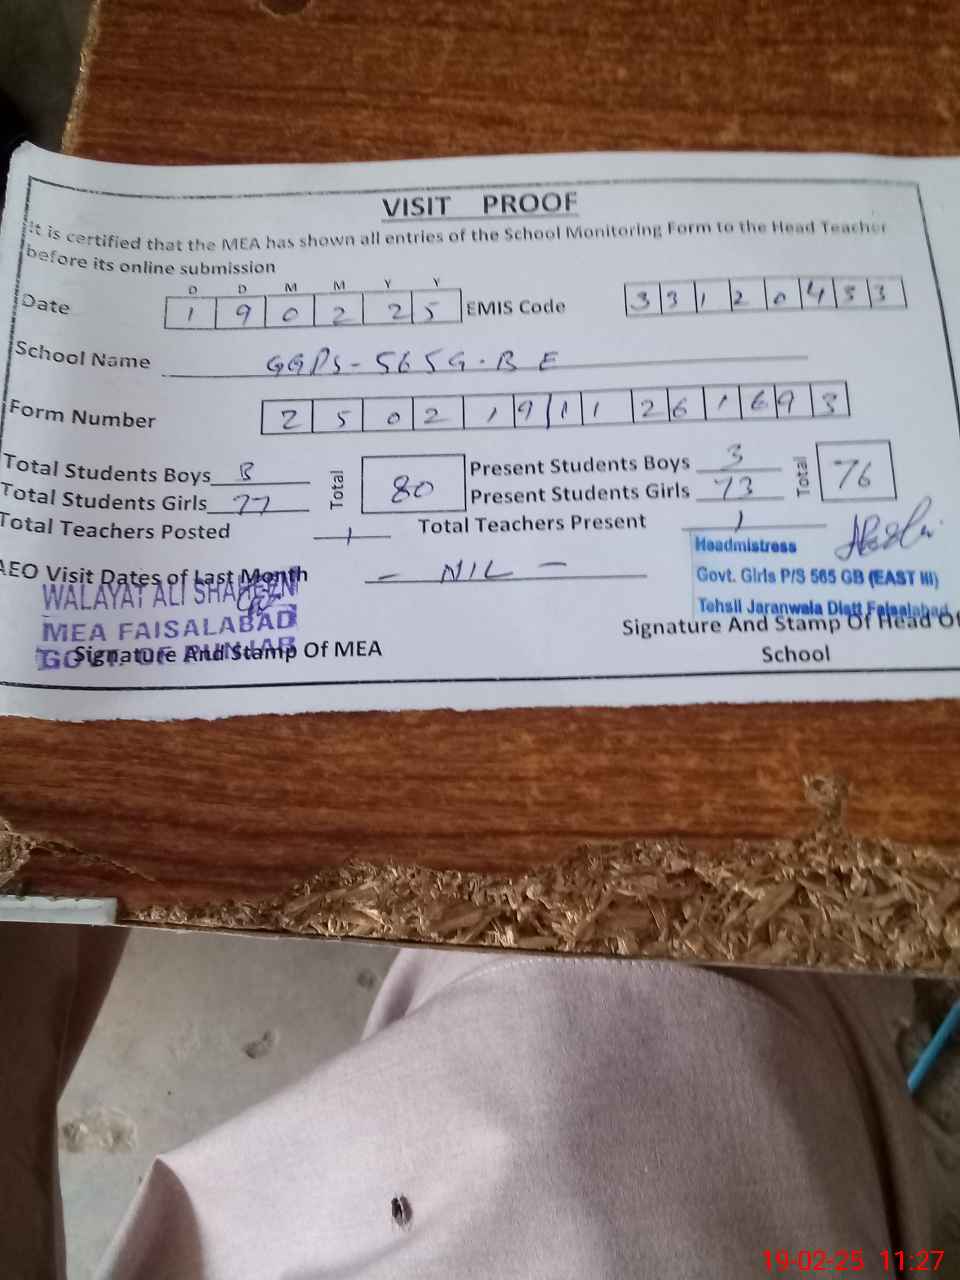 VISIT PROOF
It is certified that the MEA has shown all entries of the School Monitoring Form to the Head Teacher
before its online submission
D D M M Y Y
Date 1 9 0 2 2 5 EMIS Code 3 3 1 2 0 4 3 3
School Name GGPS-565 G.B E
Form Number 2 5 0 2 1 9 1 1 2 6 1 6 9 3
Total Students Boys 3 Total 80 Present Students Boys 3 Total 76
Total Students Girls 77 Present Students Girls 73
Total Teachers Posted 1 Total Teachers Present 1
AEO Visit Dates of Last Month - NIL -
Headmistress
Govt. Girls P/S 565 GB (EAST III)
Tehsil Jaranwala Distt Faisalabad
WALAYAT ALI SHAHEEN
MEA FAISALABAD
GOVT. OF PUNJAB
Signature And Stamp Of MEA
Signature And Stamp Of Head Of
School
19-02-25 11:27